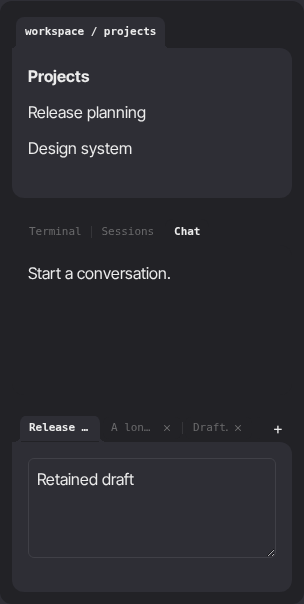 workspace / projects
Projects
Release planning
Design system
Terminal Sessions Chat
Start a conversation.
Release … A lon… × Draft. × +
Retained draft